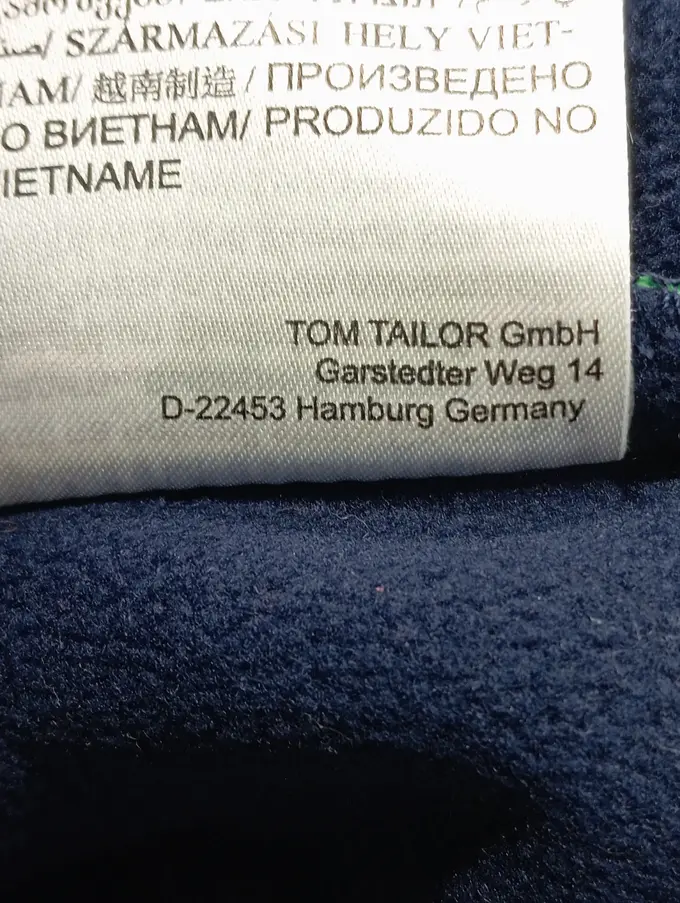 / SZÁRMAZÁSI HELY VIET-
/ 越南制造 / ПРОИЗВЕДЕНО
О ВИЕТНАМ/ PRODUZIDO NO
IETNAME
TOM TAILOR GmbH
Garstedter Weg 14
D-22453 Hamburg Germany